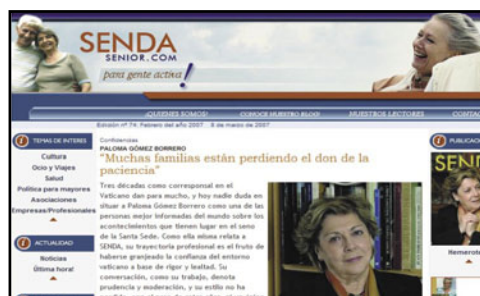 SENDA
SENIOR.COM
para gente activa!
¿QUIENES SOMOS?
CONOCE NUESTRO BLOG!
NUESTROS LECTORES
CONTAC
Edición nº 74: Febrero del año 2007 5 de marzo de 2007
TEMAS DE INTERES
Cultura
Ocio y Viajes
Salud
Política para mayores
Asociaciones
Empresas/Profesionales
ACTUALIDAD
Noticias
Última hora!
Confidencias
PALOMA GÓMEZ BORRERO
"Muchas familias están perdiendo el don de la
paciencia"
Tres décadas como corresponsal en el
Vaticano dan para mucho, y hoy nadie duda en
situar a Paloma Gómez Borrero como una de las
personas mejor informadas del mundo sobre los
acontecimientos que tienen lugar en el seno
de la Santa Sede. Como ella misma relata a
SENDA, su trayectoria profesional es el fruto de
haberse granjeado la confianza del entorno
vaticano a base de rigor y lealtad. Su
conversación, como su trabajo, denota
prudencia y moderación, y su estilo no ha
PUBLICACI
SEN
Hemerote